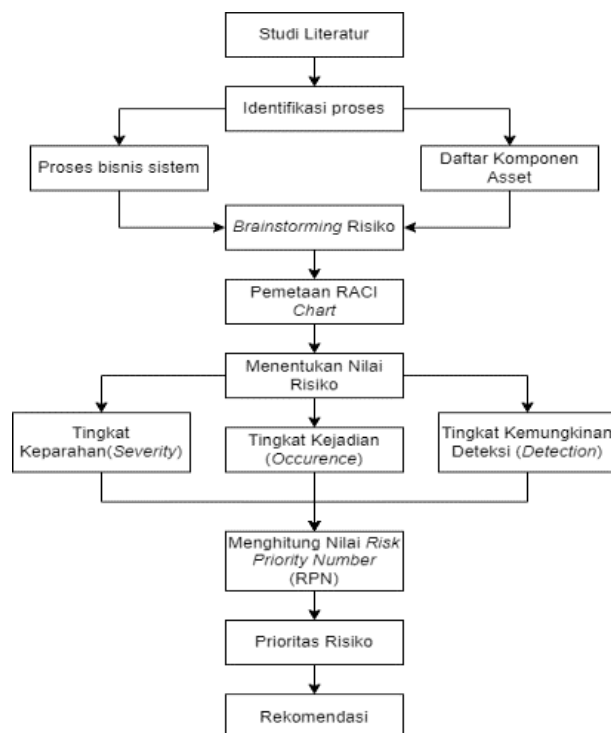 Studi Literatur
Identifikasi proses
Proses bisnis sistem
Daftar Komponen
Asset
Brainstorming Risiko
Pemetaan RACI
Chart
Menentukan Nilai
Risiko
Tingkat
Keparahan(Severity)
Tingkat Kejadian
(Occurence)
Tingkat Kemungkinan
Deteksi (Detection)
Menghitung Nilai Risk
Priority Number
(RPN)
Prioritas Risiko
Rekomendasi